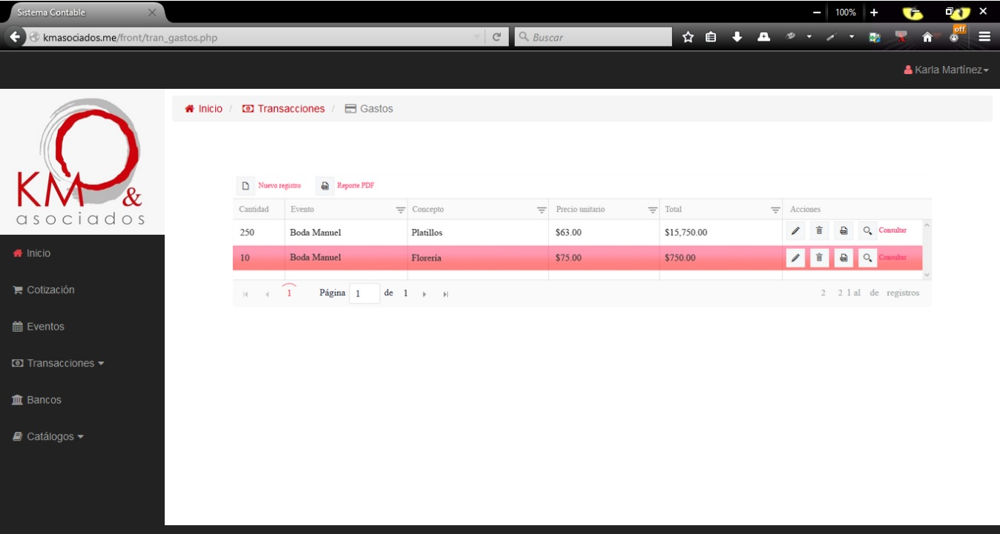 Sistema Contable
100%
kmasociados.me/front/tran_gastos.php
Buscar
off
Karla Martínez
KM &
asociados
Inicio / Transacciones / Gastos
Nuevo registro Reporte PDF
Cantidad Evento Concepto Precio unitario Total Acciones
250 Boda Manuel Platillos $63.00 $15,750.00 Consultar
10 Boda Manuel Florería $75.00 $750.00 Consultar
1 Página 1 de 1 2 2 1 al de registros
Inicio
Cotización
Eventos
Transacciones
Bancos
Catálogos